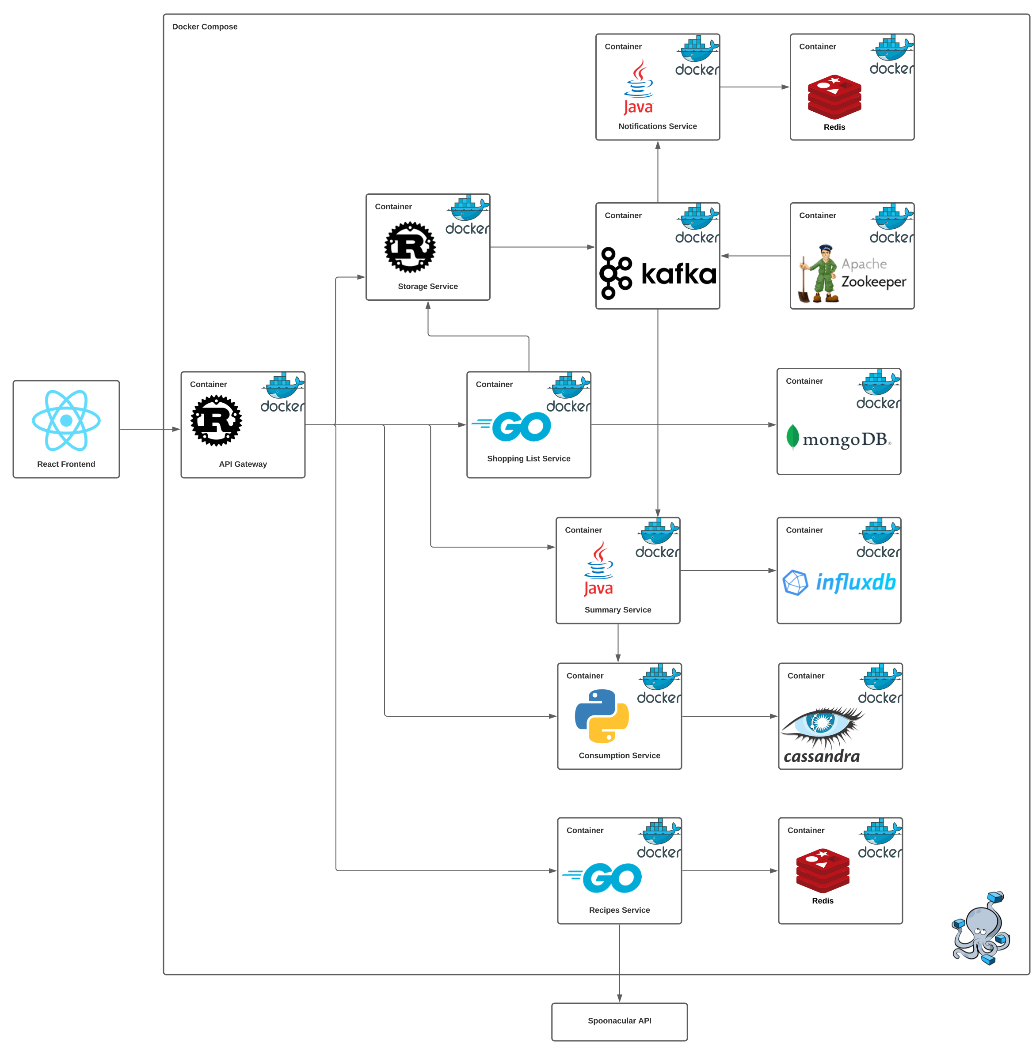 Docker Compose
Container
docker
Java
Notifications Service
Container
docker
Redis
Container
docker
R
Storage Service
Container
docker
kafka
Container
docker
Apache
Zookeeper
React Frontend
Container
docker
R
API Gateway
Container
docker
GO
Shopping List Service
Container
docker
mongoDB.
Container
docker
Java
Summary Service
Container
docker
influxdb
Container
docker
Consumption Service
Container
docker
cassandra
Container
docker
GO
Recipes Service
Container
docker
Redis
Spoonacular API